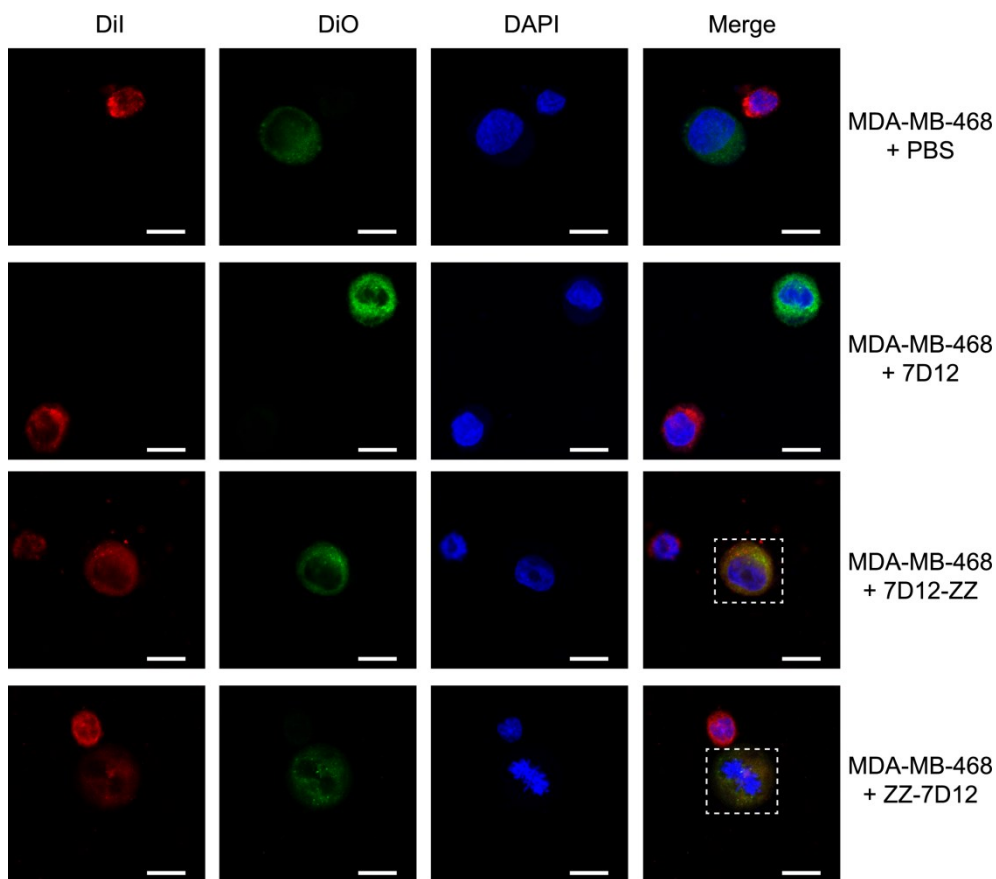 DiI DiO DAPI Merge
MDA-MB-468
+ PBS
MDA-MB-468
+ 7D12
MDA-MB-468
+ 7D12-ZZ
MDA-MB-468
+ ZZ-7D12